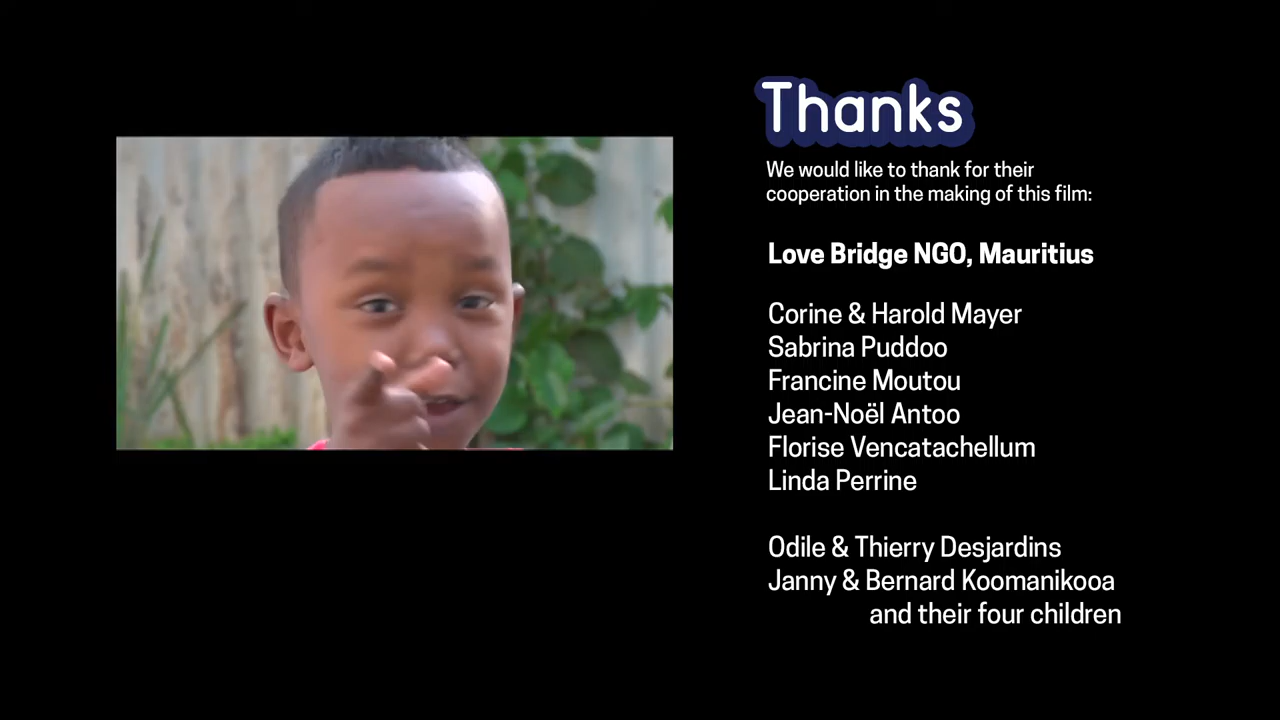 Thanks
We would like to thank for their
cooperation in the making of this film:
Love Bridge NGO, Mauritius
Corine & Harold Mayer
Sabrina Puddoo
Francine Moutou
Jean-Noël Antoo
Florise Vencatachellum
Linda Perrine
Odile & Thierry Desjardins
Janny & Bernard Koomanikooa
and their four children